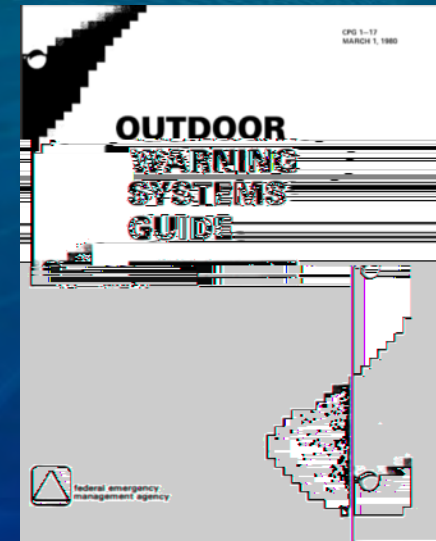 CPG 1–17
MARCH 1, 1980
OUTDOOR
WARNING
SYSTEMS
GUIDE
federal emergency
management agency